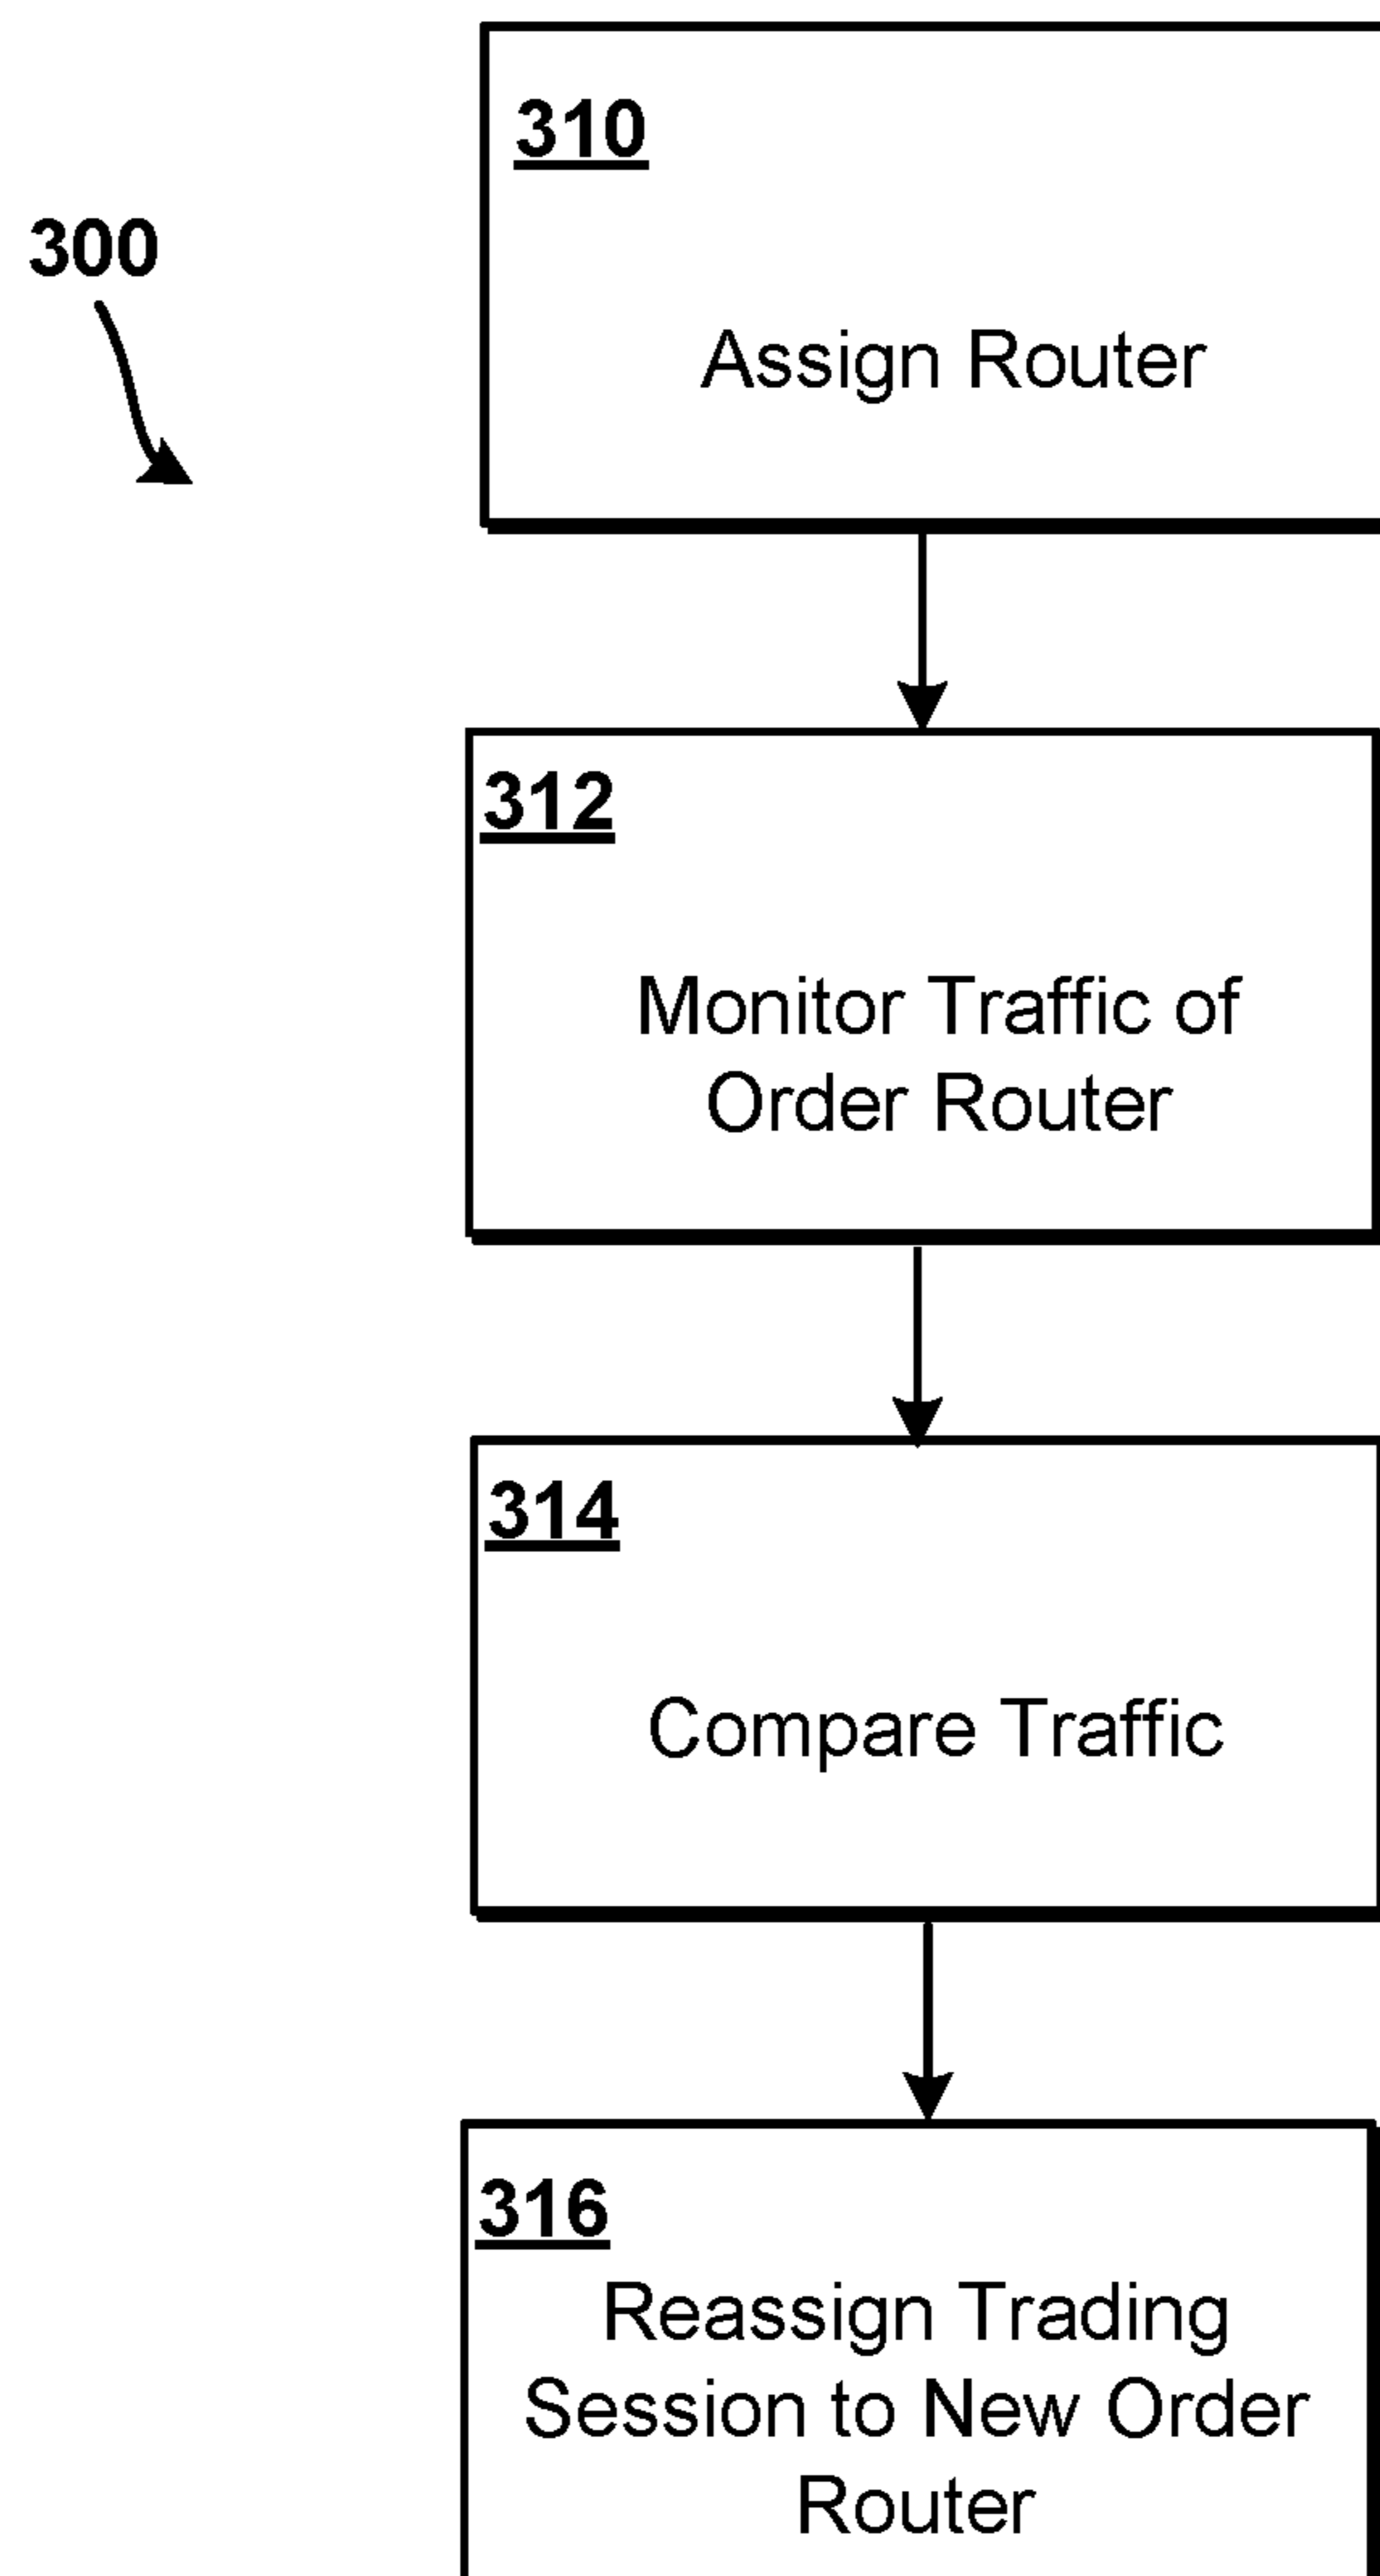 310
300
Assign Router
312
Monitor Traffic of
Order Router
314
Compare Traffic
316
Reassign Trading
Session to New Order
Router